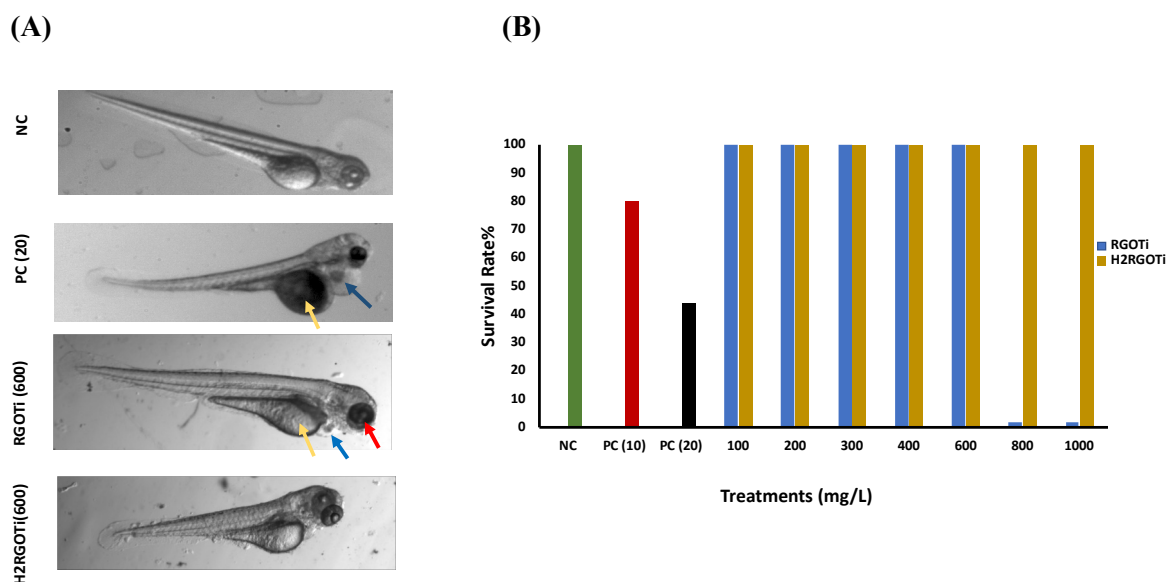 (A)
(B)
NC
PC (20)
RGOTi (600)
H2RGOTi(600)
Survival Rate%
100
90
80
70
60
50
40
30
20
10
0
NC PC (10) PC (20) 100 200 300 400 600 800 1000
Treatments (mg/L)
RGOTi
H2RGOTi